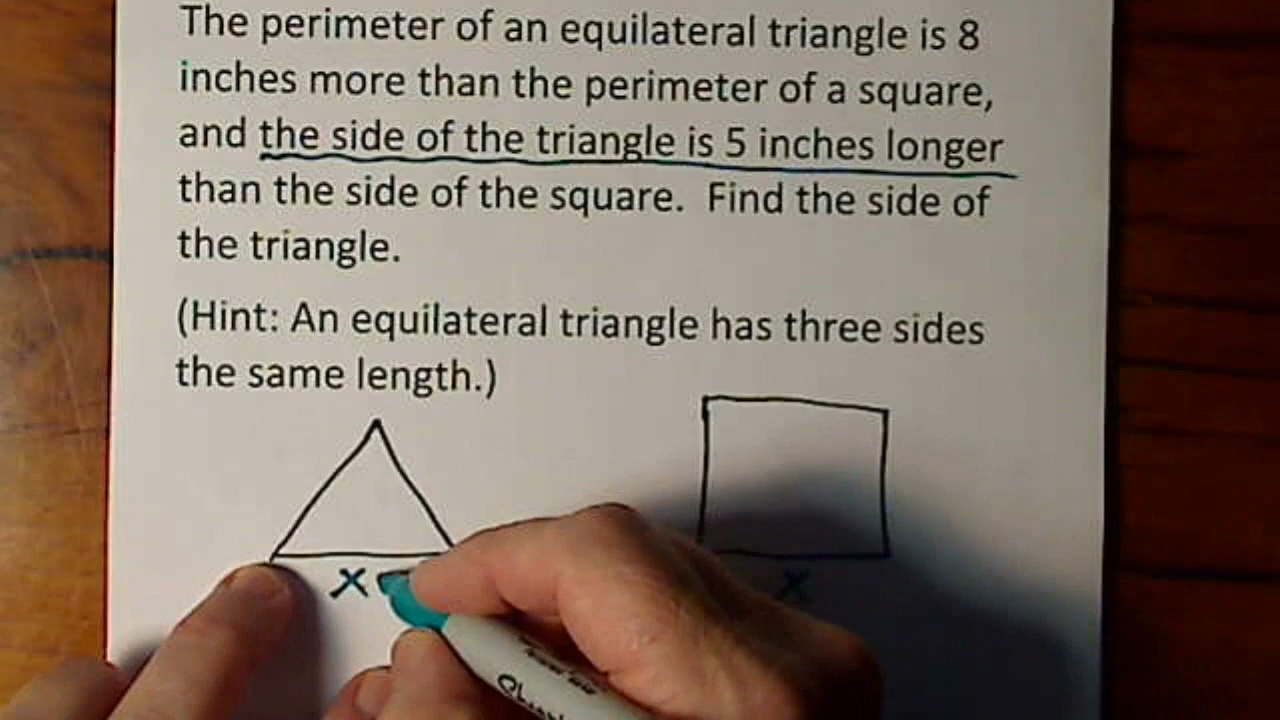 The perimeter of an equilateral triangle is 8
inches more than the perimeter of a square,
and the side of the triangle is 5 inches longer
than the side of the square. Find the side of
the triangle.
(Hint: An equilateral triangle has three sides
the same length.)
x x